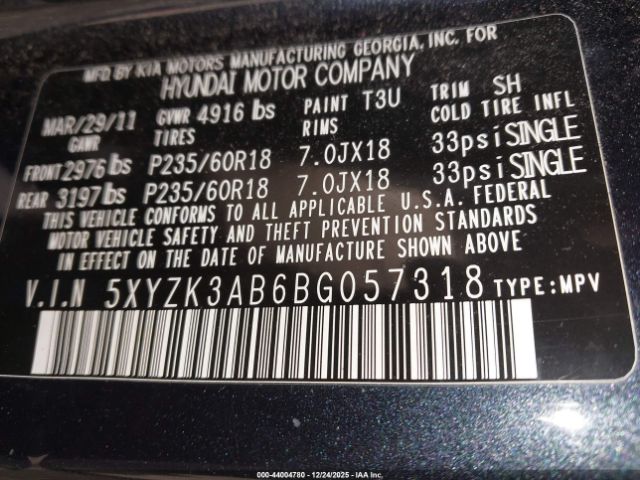 MFD BY KIA MOTORS MANUFACTURING GEORGIA, INC. FOR
HYUNDAI MOTOR COMPANY
MAR/29/11 GVWR 4916 lbs PAINT T3U TRIM SH
GAWR TIRES RIMS COLD TIRE INFL
FRONT 2976 lbs P235/60R18 7.0JX18 33psi SINGLE
REAR 3197 lbs P235/60R18 7.0JX18 33psi SINGLE
THIS VEHICLE CONFORMS TO ALL APPLICABLE U.S.A. FEDERAL
MOTOR VEHICLE SAFETY AND THEFT PREVENTION STANDARDS
IN EFFECT ON THE DATE OF MANUFACTURE SHOWN ABOVE
V.I.N 5XYZK3AB6BG057318 TYPE:MPV
000-44004780 - 12/24/2025 - IAA Inc.